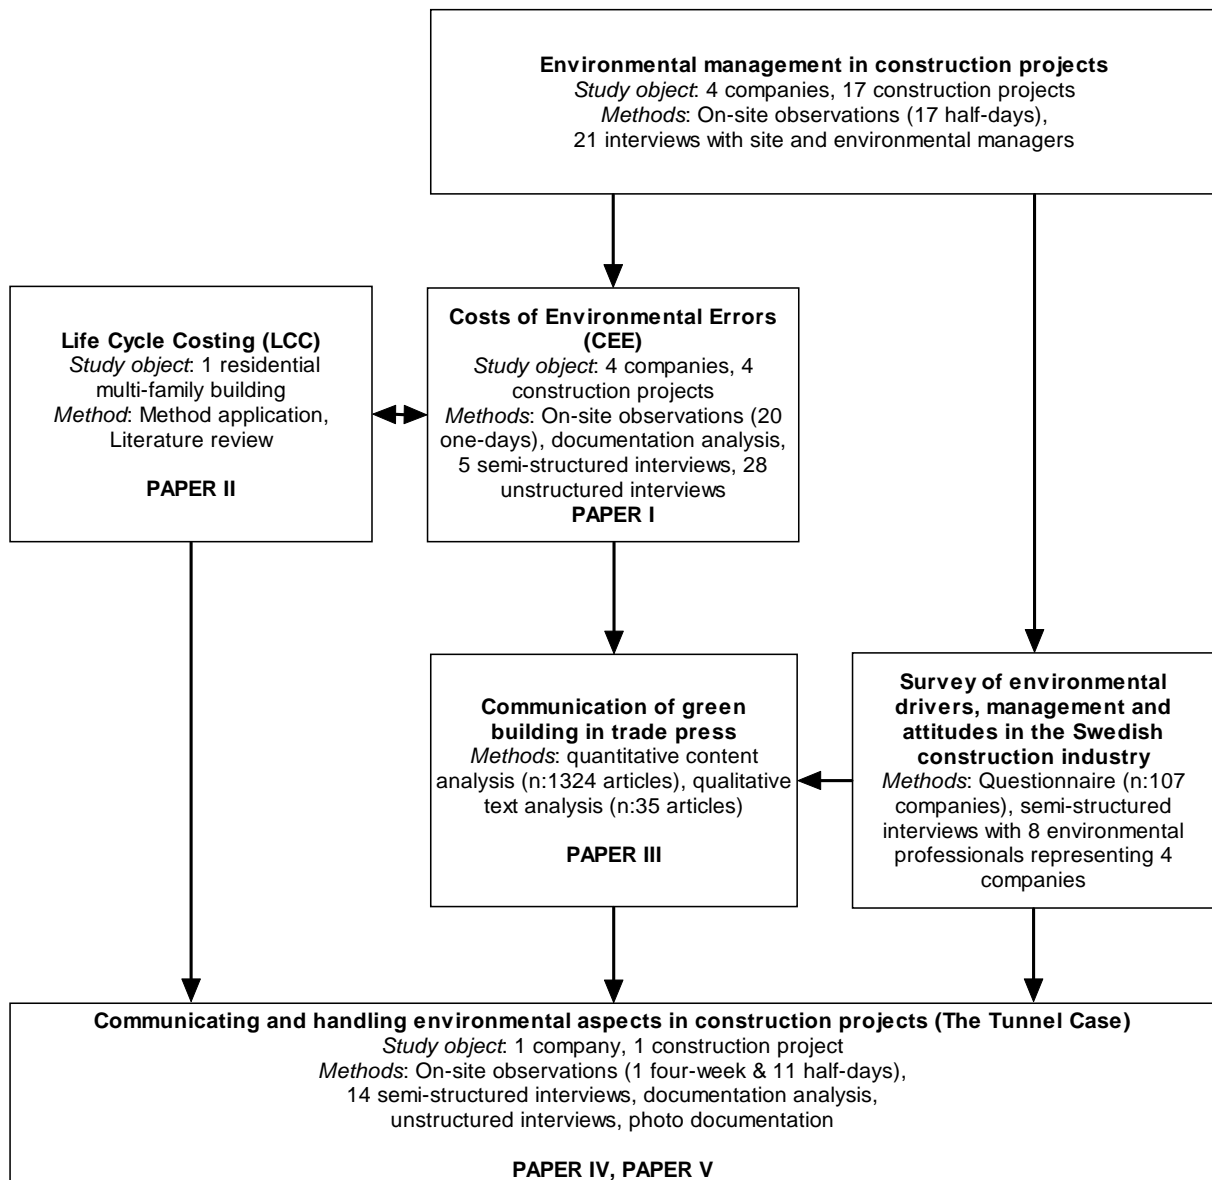 Environmental management in construction projects
Study object: 4 companies, 17 construction projects
Methods: On-site observations (17 half-days),
21 interviews with site and environmental managers
Life Cycle Costing (LCC)
Study object: 1 residential
multi-family building
Method: Method application,
Literature review
PAPER II
Costs of Environmental Errors
(CEE)
Study object: 4 companies, 4
construction projects
Methods: On-site observations (20
one-days), documentation analysis,
5 semi-structured interviews, 28
unstructured interviews
PAPER I
Communication of green
building in trade press
Methods: quantitative content
analysis (n:1324 articles), qualitative
text analysis (n:35 articles)
PAPER III
Survey of environmental
drivers, management and
attitudes in the Swedish
construction industry
Methods: Questionnaire (n:107
companies), semi-structured
interviews with 8 environmental
professionals representing 4
companies
Communicating and handling environmental aspects in construction projects (The Tunnel Case)
Study object: 1 company, 1 construction project
Methods: On-site observations (1 four-week & 11 half-days),
14 semi-structured interviews, documentation analysis,
unstructured interviews, photo documentation
PAPER IV, PAPER V